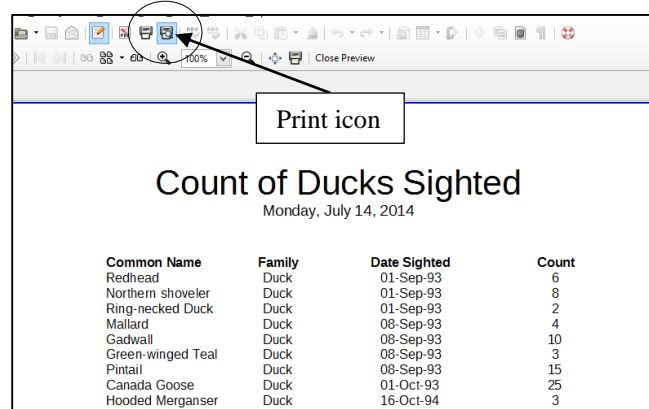 100% Close Preview
Print icon
Count of Ducks Sighted
Monday, July 14, 2014
Common Name Family Date Sighted Count
Redhead Duck 01-Sep-93 6
Northern shoveler Duck 01-Sep-93 8
Ring-necked Duck Duck 01-Sep-93 2
Mallard Duck 08-Sep-93 4
Gadwall Duck 08-Sep-93 10
Green-winged Teal Duck 08-Sep-93 3
Pintail Duck 08-Sep-93 15
Canada Goose Duck 01-Oct-93 25
Hooded Merganser Duck 16-Oct-94 3